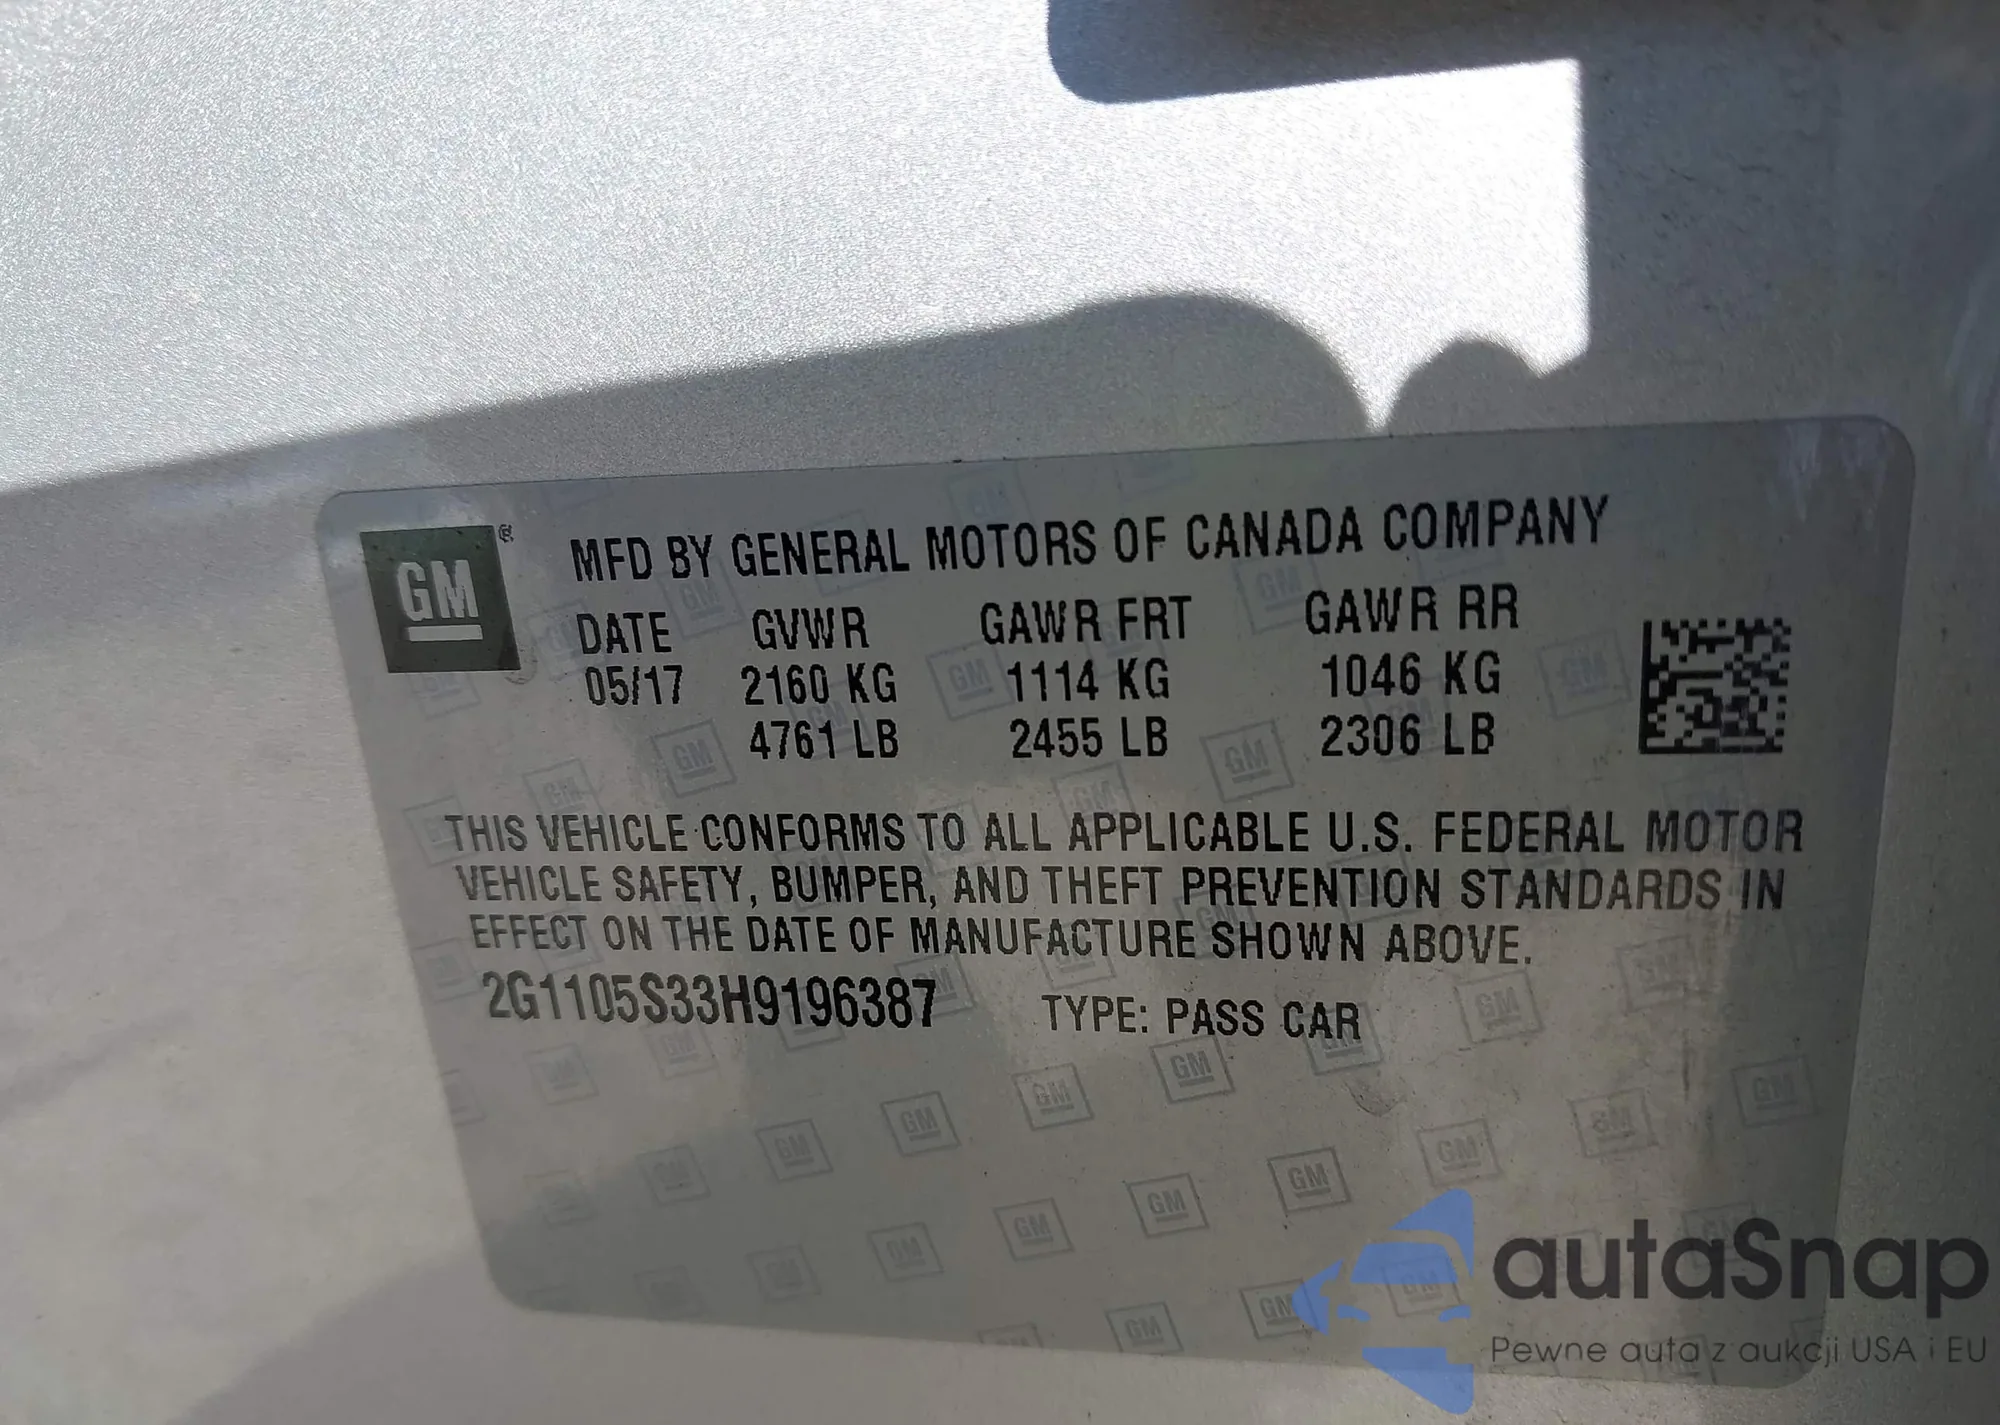 GM ®
MFD BY GENERAL MOTORS OF CANADA COMPANY
DATE GVWR GAWR FRT GAWR RR
05/17 2160 KG 1114 KG 1046 KG
4761 LB 2455 LB 2306 LB
THIS VEHICLE CONFORMS TO ALL APPLICABLE U.S. FEDERAL MOTOR
VEHICLE SAFETY, BUMPER, AND THEFT PREVENTION STANDARDS IN
EFFECT ON THE DATE OF MANUFACTURE SHOWN ABOVE.
2G1105S33H9196387 TYPE: PASS CAR
autaSnap
Pewne auta z aukcji USA i EU